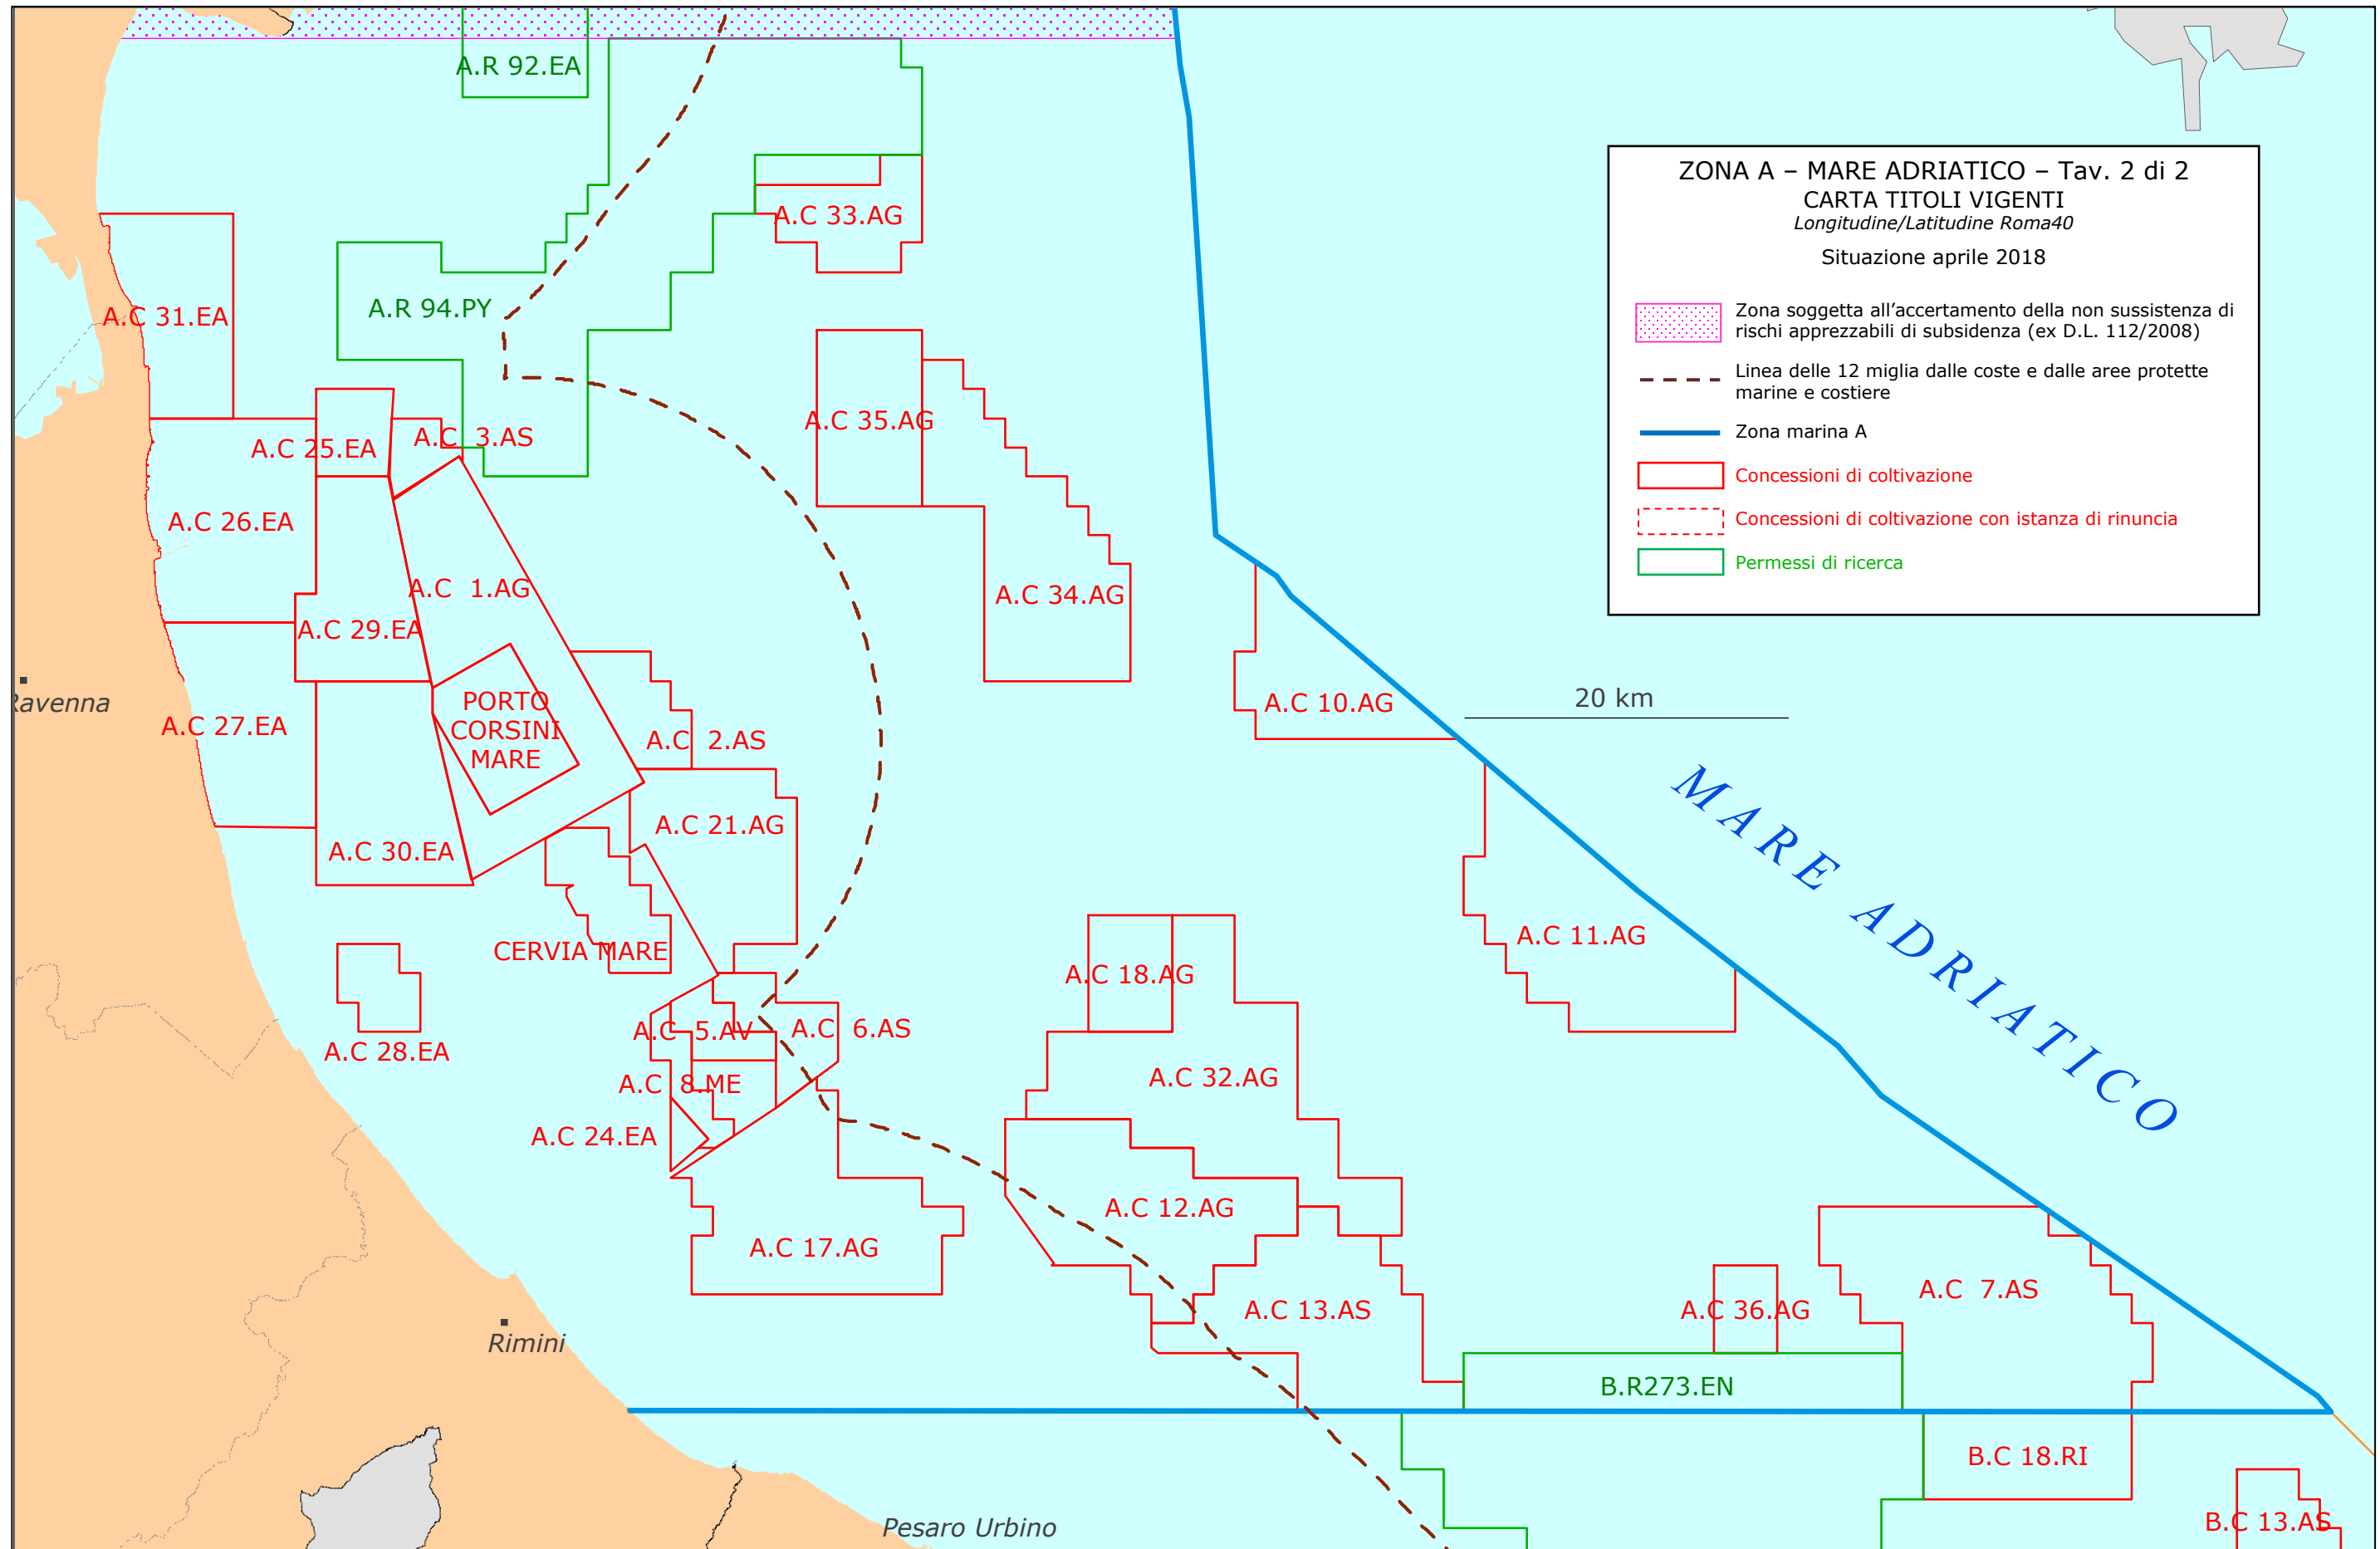 A.R 92.EA
ZONA A – MARE ADRIATICO – Tav. 2 di 2
CARTA TITOLI VIGENTI
Longitudine/Latitudine Roma40
Situazione aprile 2018
Zona soggetta all'accertamento della non sussistenza di
rischi apprezzabili di subsidenza (ex D.L. 112/2008)
Linea delle 12 miglia dalle coste e dalle aree protette
marine e costiere
Zona marina A
Concessioni di coltivazione
Concessioni di coltivazione con istanza di rinuncia
Permessi di ricerca
A.C 33.AG
A.R 94.PY
A.C 31.EA
A.C 35.AG
A.C 3.AS
A.C 25.EA
A.C 26.EA
A.C 1.AG
A.C 34.AG
A.C 29.EA
Ravenna
PORTO
CORSINI
MARE
A.C 10.AG
20 km
A.C 27.EA
A.C 2.AS
MARE ADRIATICO
A.C 21.AG
A.C 30.EA
A.C 11.AG
CERVIA MARE
A.C 18.AG
A.C 5.AV
A.C 6.AS
A.C 28.EA
A.C 32.AG
A.C 8.ME
A.C 24.EA
A.C 12.AG
A.C 17.AG
A.C 7.AS
A.C 13.AS
A.C 36.AG
Rimini
B.R273.EN
B.C 18.RI
B.C 13.AS
Pesaro Urbino